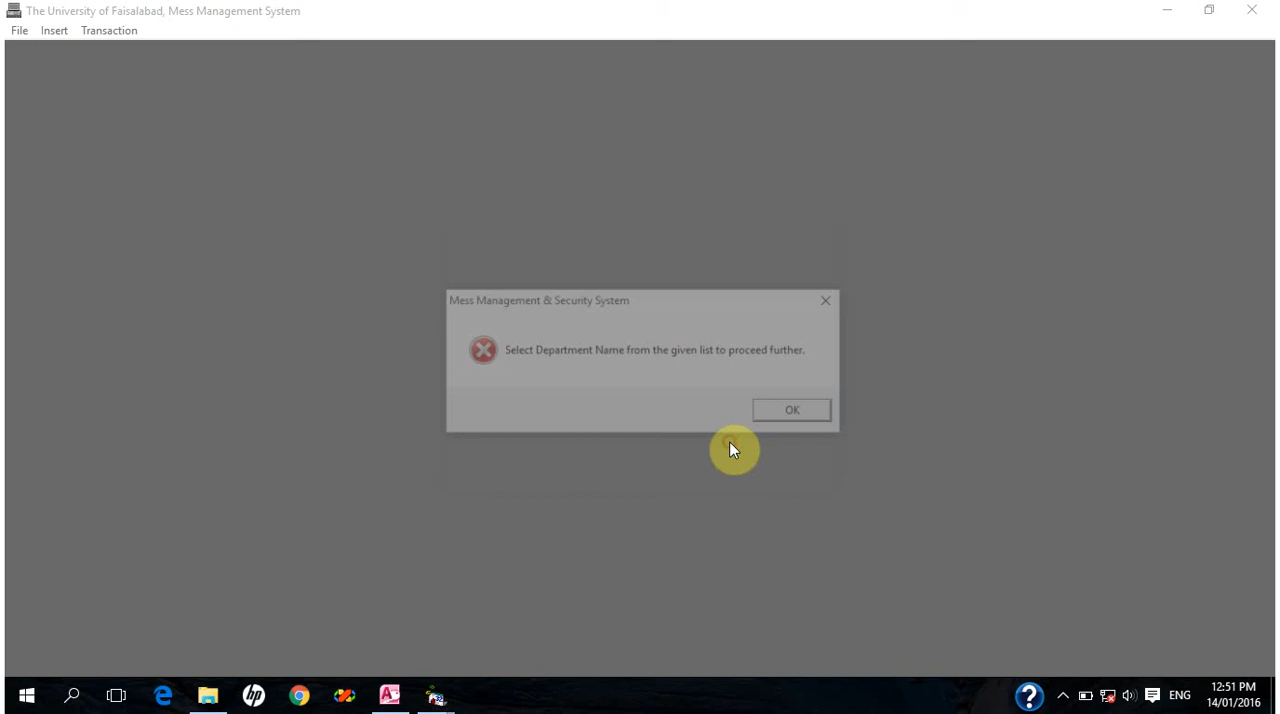 The University of Faisalabad, Mess Management System
File Insert Transaction
Mess Management & Security System
Select Department Name from the given list to proceed further.
OK
ENG
12:51 PM
14/01/2016